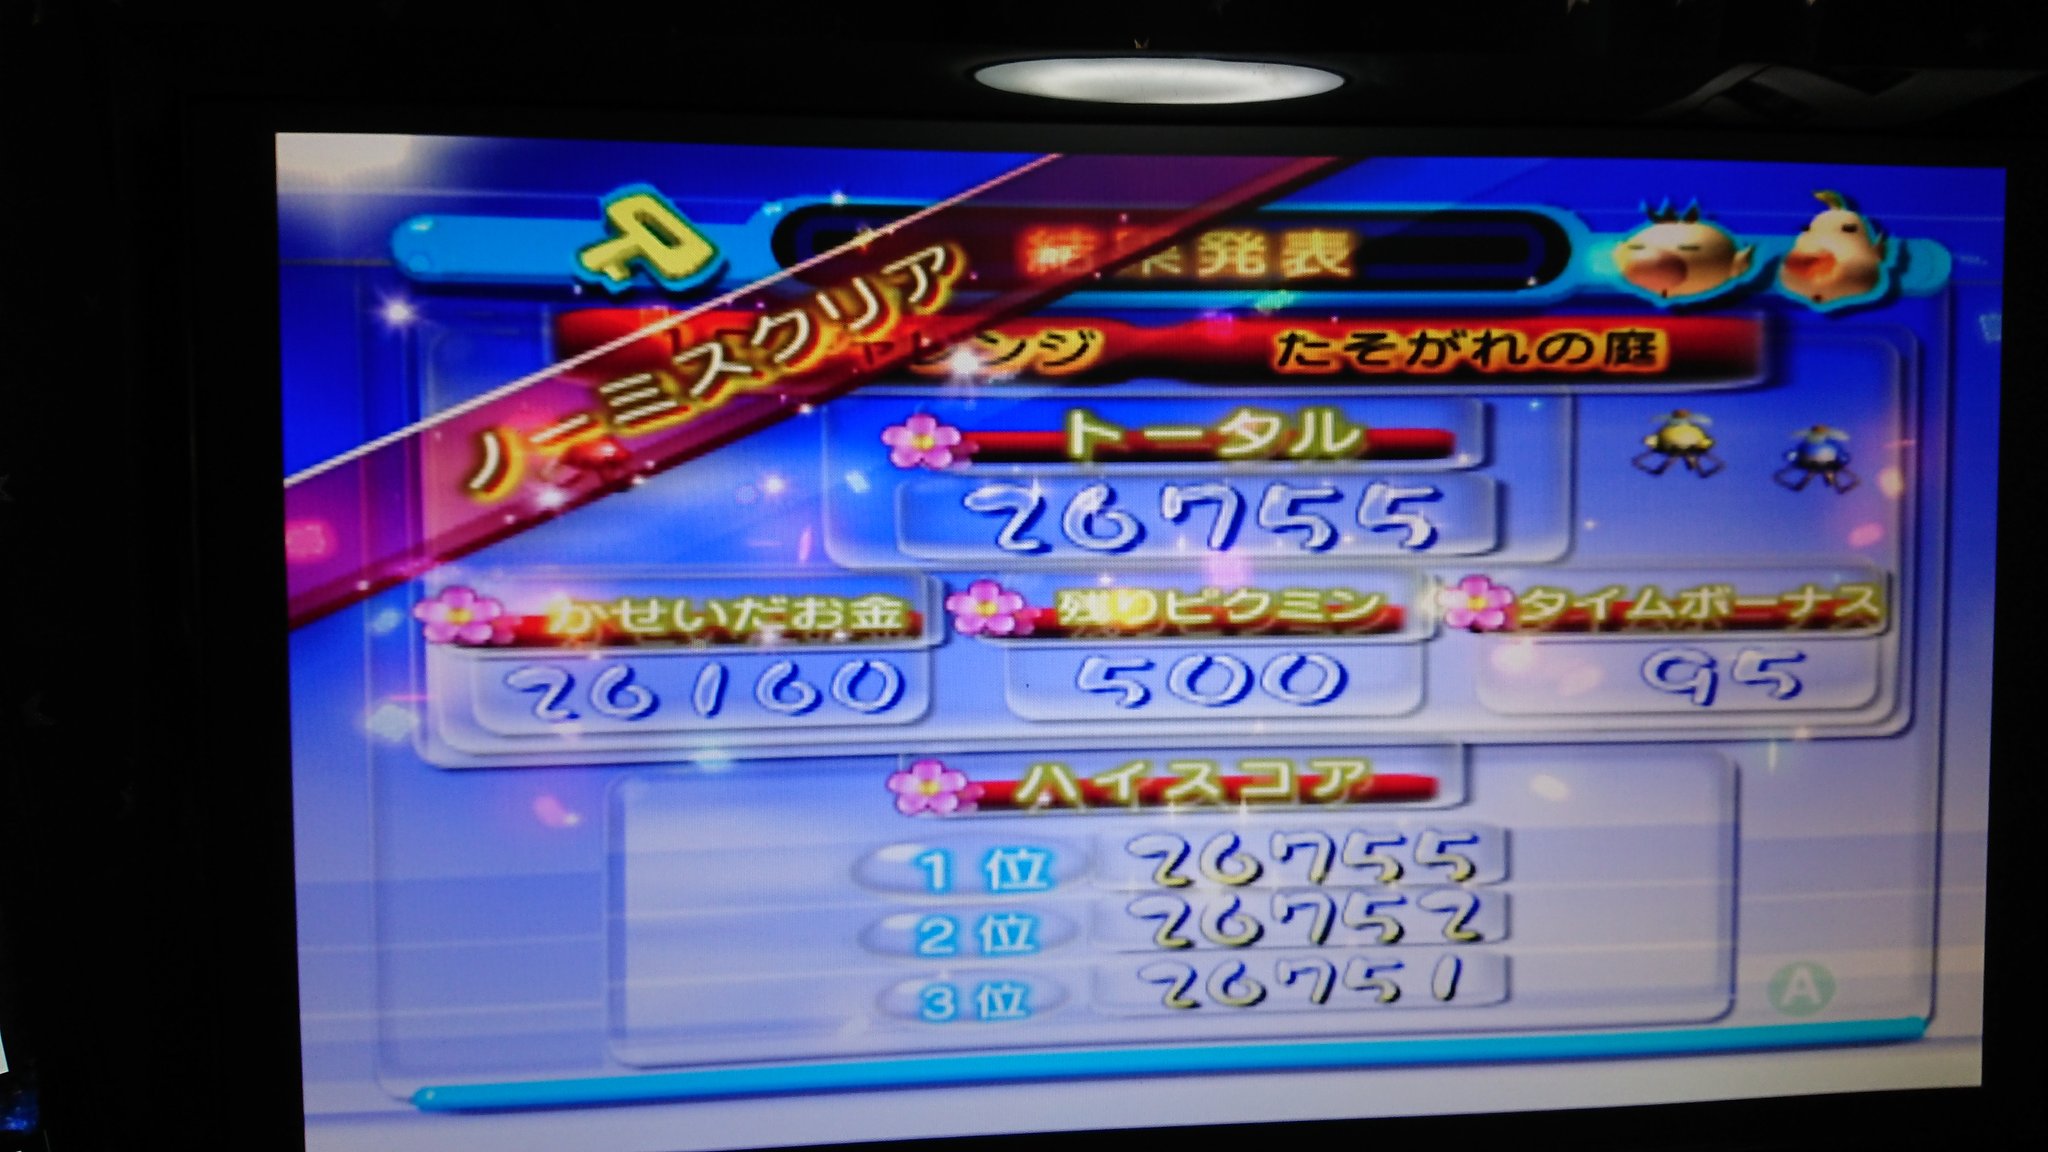 結果発表
ノーミスクリア
レンジ
たそがれの庭
トータル
26755
かせいだお金
残りピクミン
タイムボーナス
26160
500
95
ハイスコア
1位 26755
2位 26752
3位 26751
A